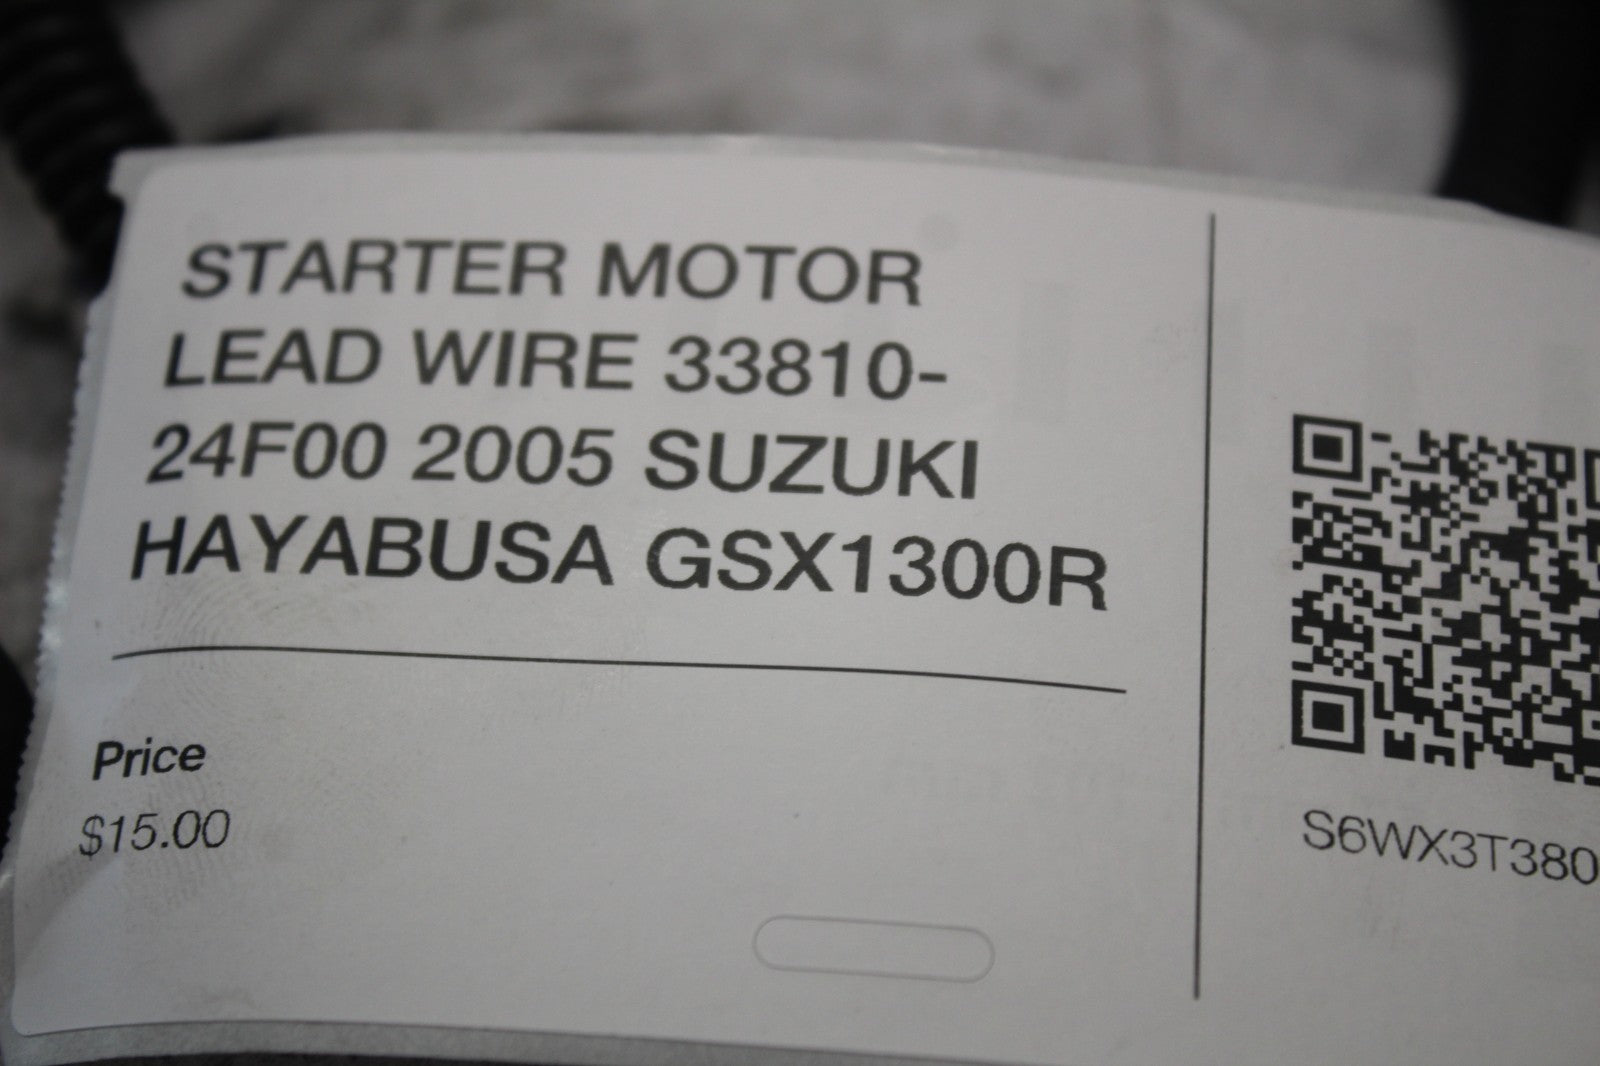 STARTER MOTOR
LEAD WIRE 33810-
24F00 2005 SUZUKI
HAYABUSA GSX1300R
Price
$15.00
S6WX3T380